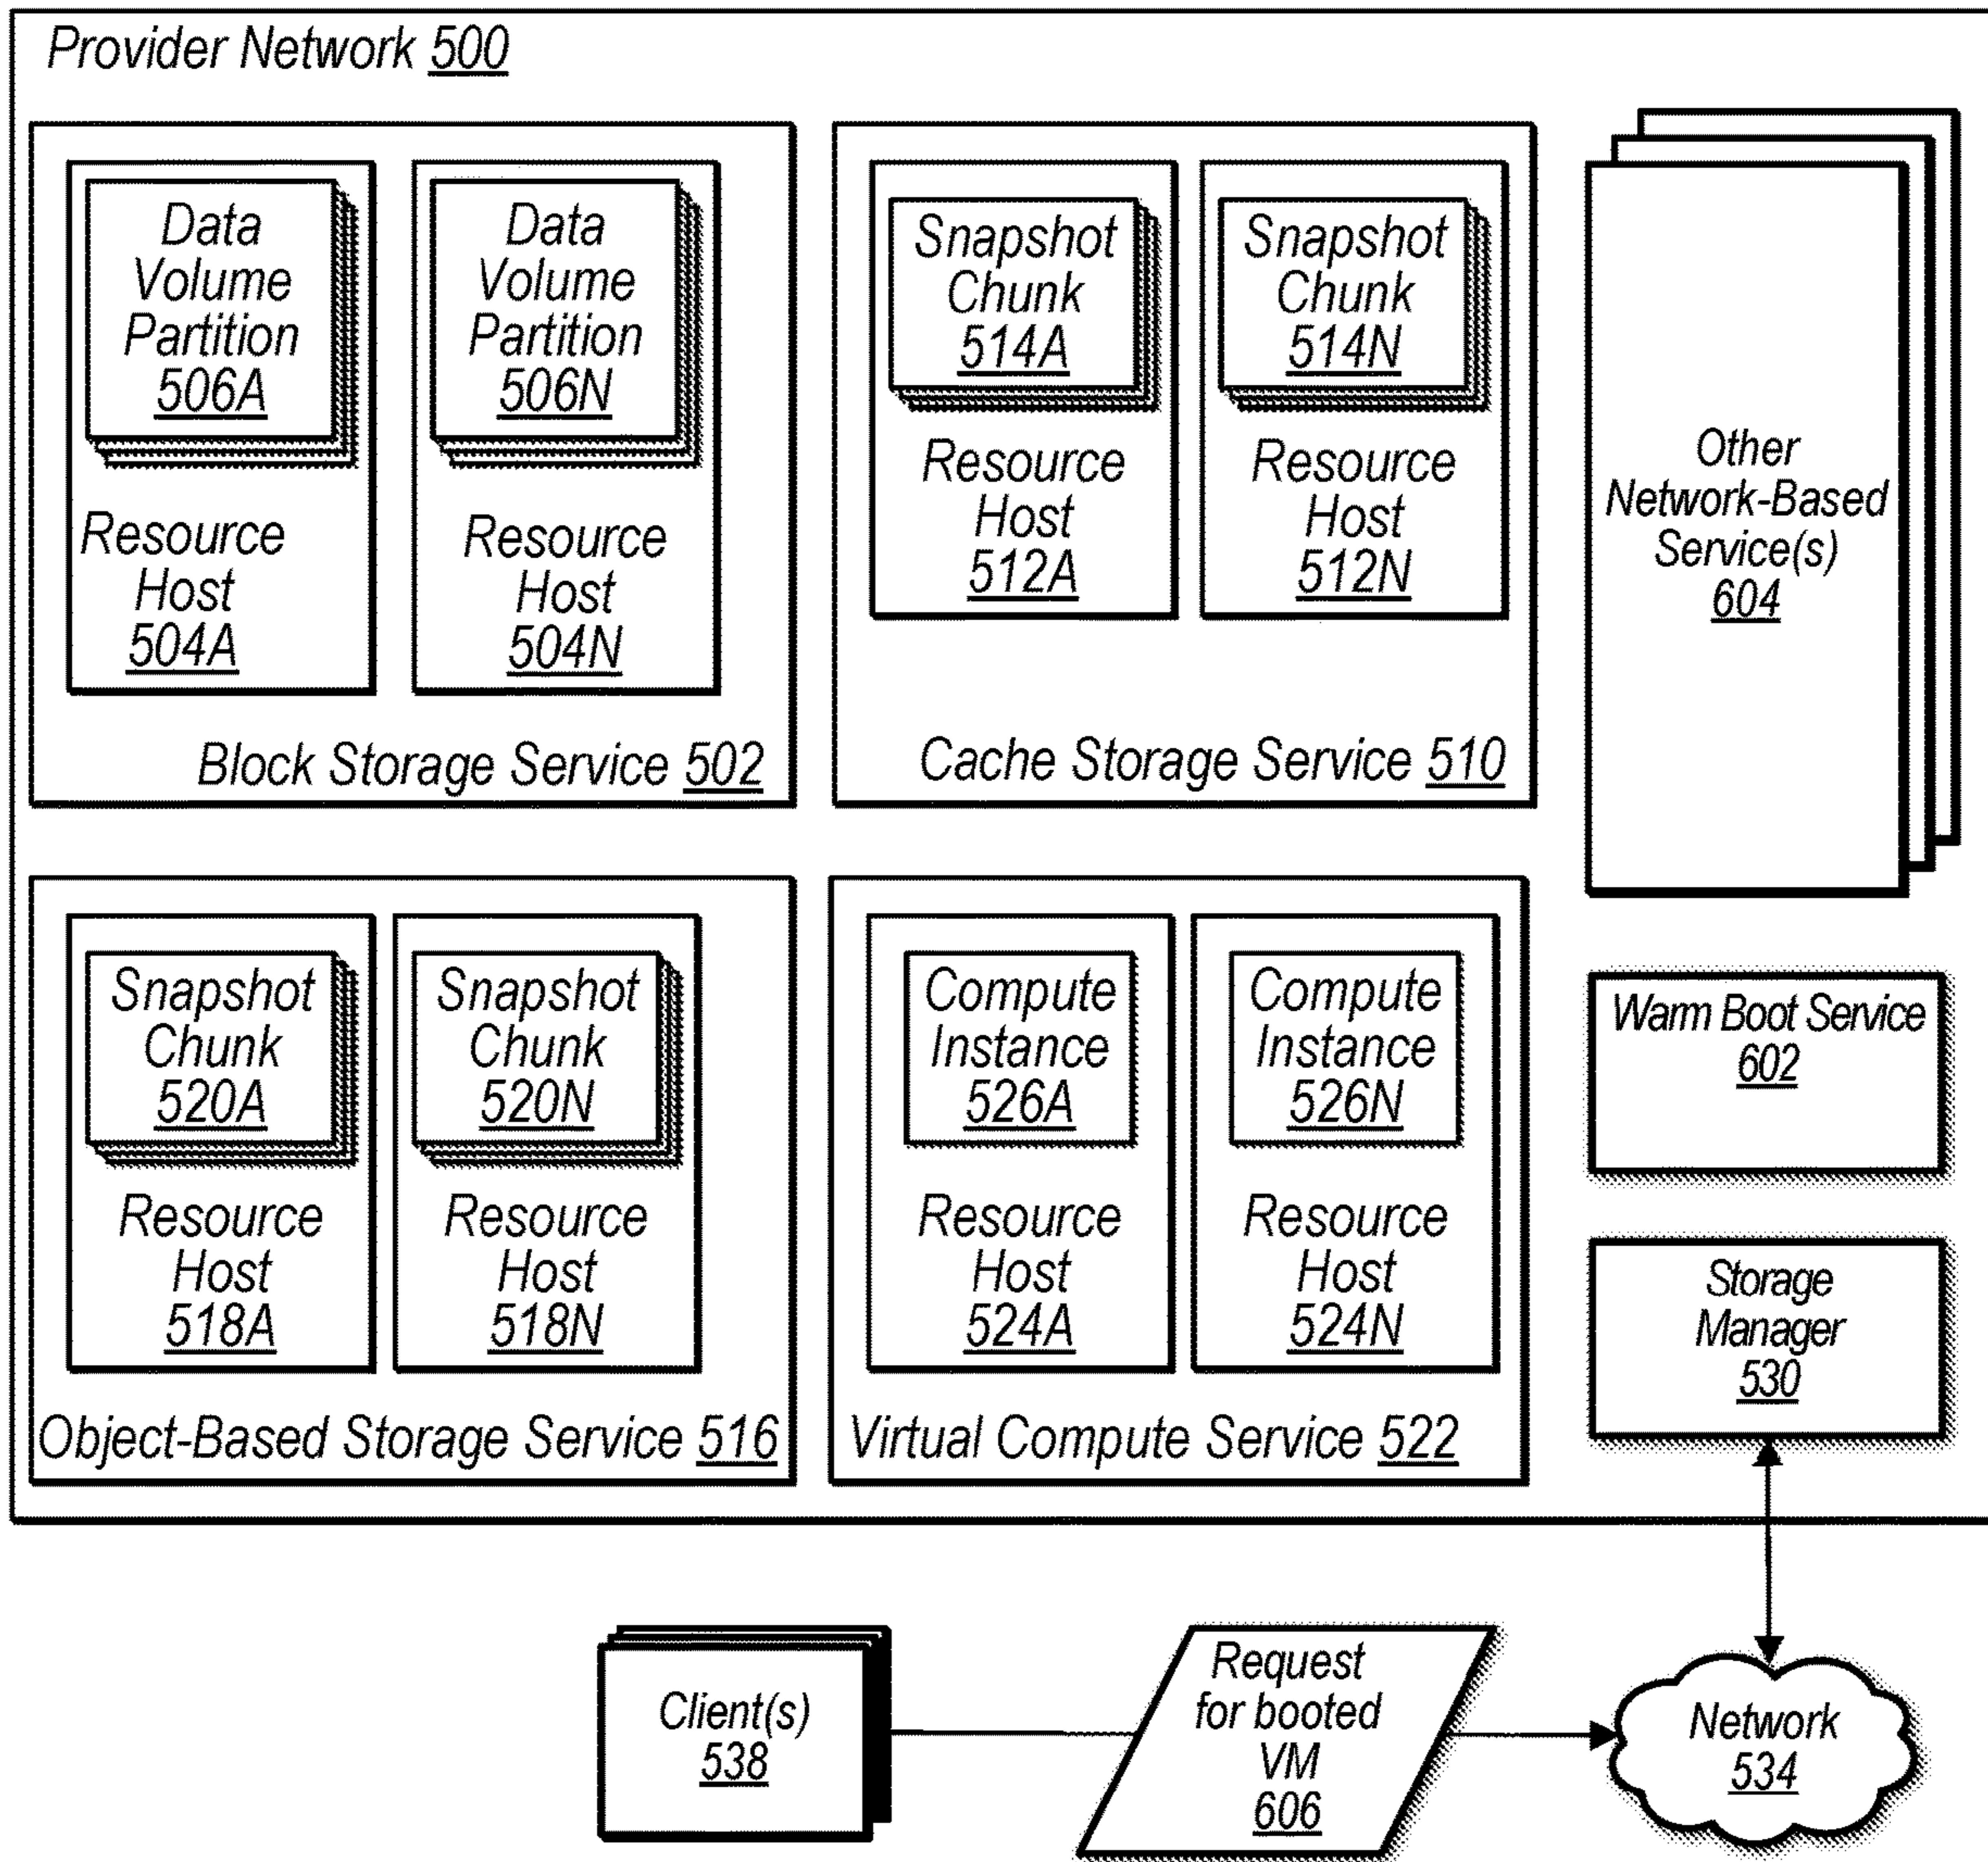 Provider Network 500
Data
Volume
Partition
506A
Resource
Host
504A
Data
Volume
Partition
506N
Resource
Host
504N
Block Storage Service 502
Snapshot
Chunk
514A
Resource
Host
512A
Snapshot
Chunk
514N
Resource
Host
512N
Cache Storage Service 510
Other
Network-Based
Service(s)
604
Snapshot
Chunk
520A
Resource
Host
518A
Snapshot
Chunk
520N
Resource
Host
518N
Object-Based Storage Service 516
Compute
Instance
526A
Resource
Host
524A
Compute
Instance
526N
Resource
Host
524N
Virtual Compute Service 522
Warm Boot Service
602
Storage
Manager
530
Client(s)
538
Request
for booted
VM
606
Network
534